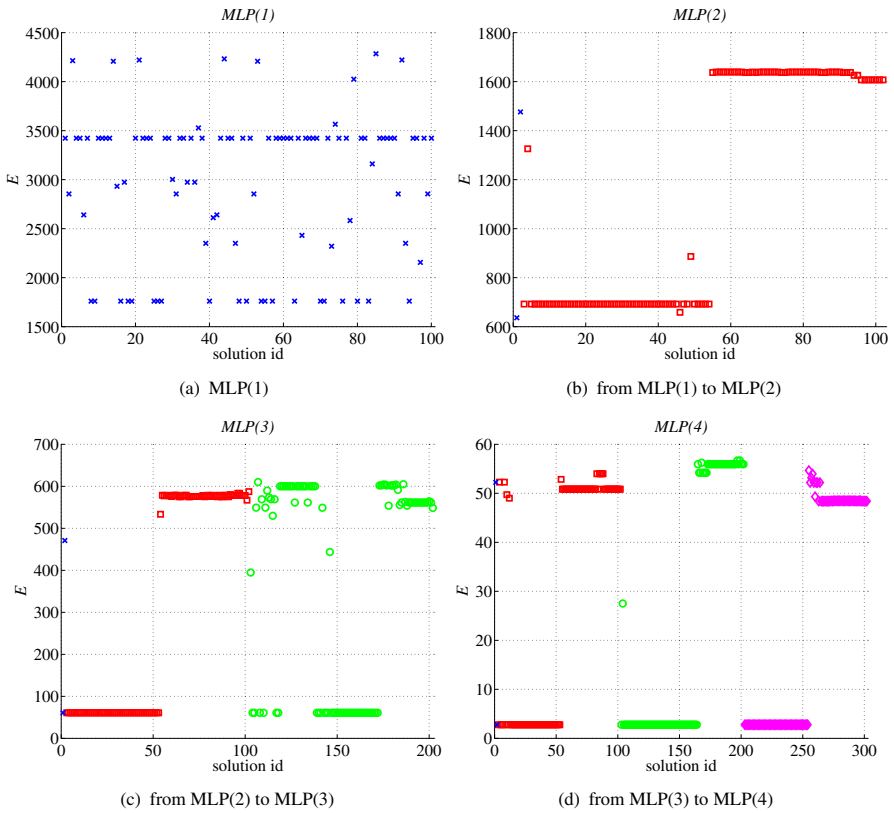 MLP(1)
4500
4000
3500
3000
2500
2000
1500
E
0 20 40 60 80 100
solution id
(a) MLP(1)
MLP(2)
1800
1600
1400
1200
1000
800
600
E
0 20 40 60 80 100
solution id
(b) from MLP(1) to MLP(2)
MLP(3)
700
600
500
400
300
200
100
0
E
0 50 100 150 200
solution id
(c) from MLP(2) to MLP(3)
MLP(4)
60
50
40
30
20
10
0
E
0 50 100 150 200 250 300
solution id
(d) from MLP(3) to MLP(4)